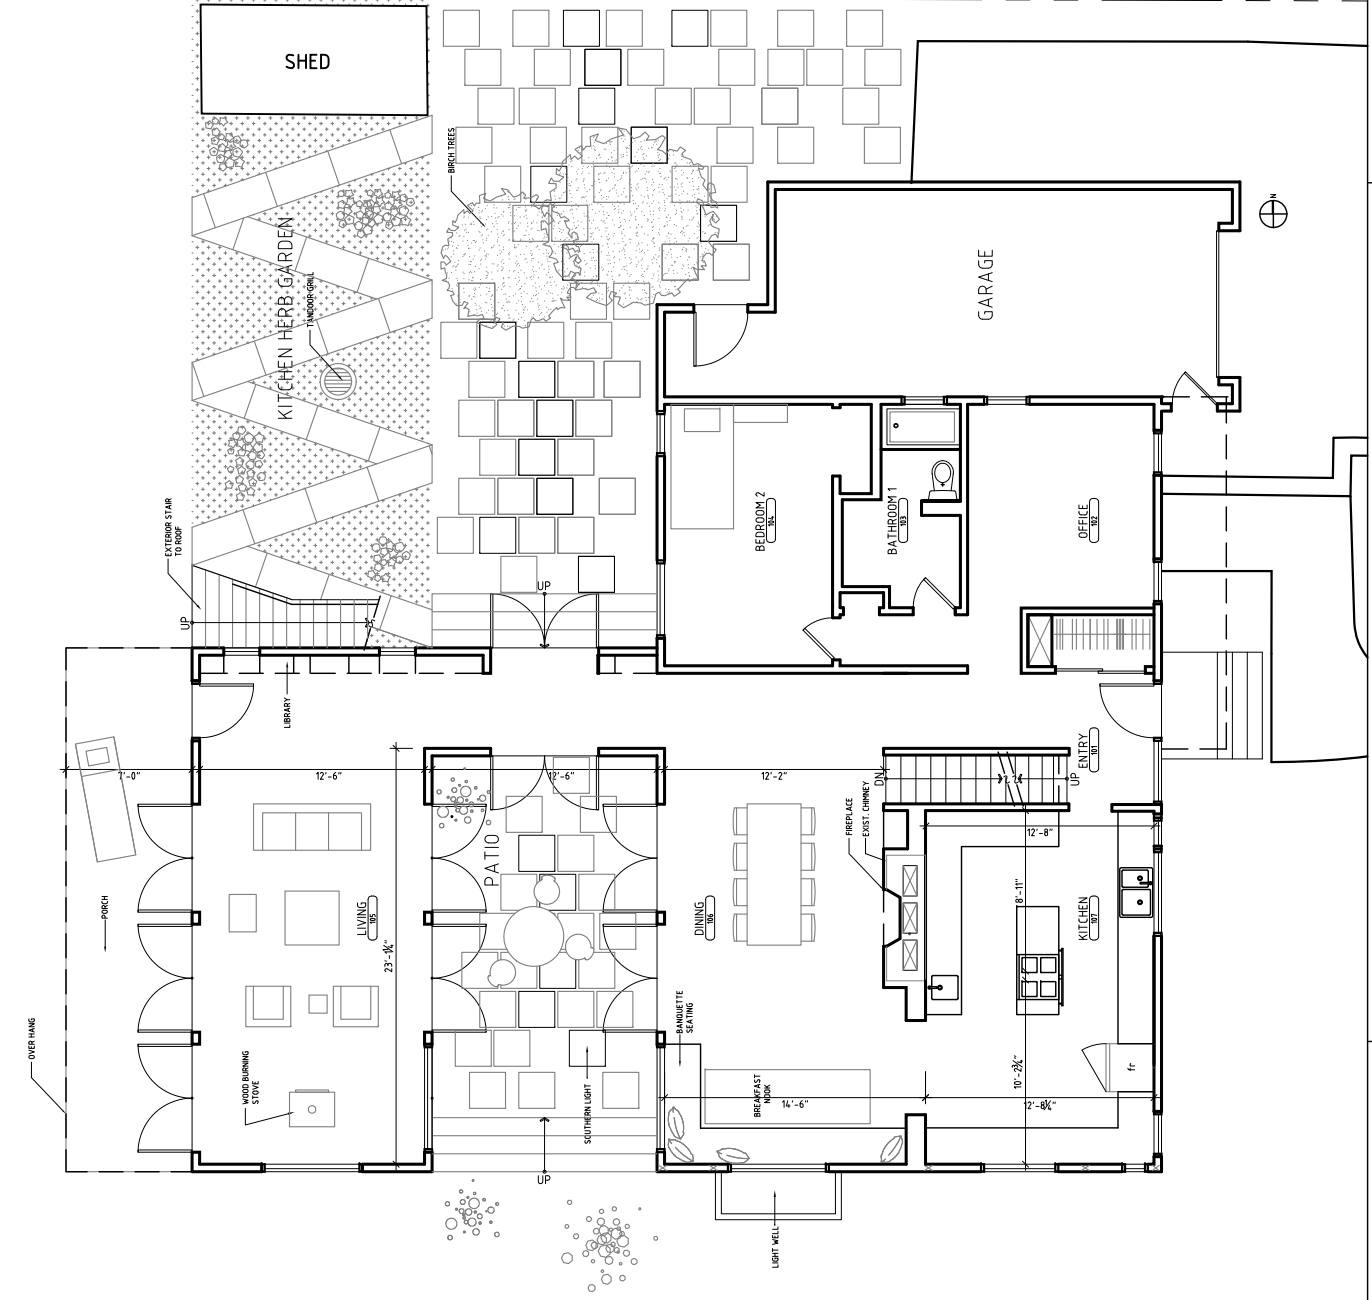 SHED
N
BIRCH TREES
KITCHEN HERB GARDEN
TANDOOR GRILL
GARAGE
EXTERIOR STAIR
TO ROOF
BEDROOM 2
104
BATHROOM 1
103
OFFICE
102
UP
UP
LIBRARY
ENTRY
101
7'-0"
12'-6"
12'-6"
12'-2"
DN
UP
FIREPLACE
EXIST. CHIMNEY
12'-8"
PATIO
PORCH
LIVING
105
23'-1¼"
DINING
106
8'-11"
KITCHEN
107
OVER HANG
WOOD BURNING
STOVE
SOUTHERN LIGHT
BANQUETTE
SEATING
BREAKFAST
NOOK
14'-6"
10'-2¾"
fr
12'-8¼"
UP
LIGHT WELL